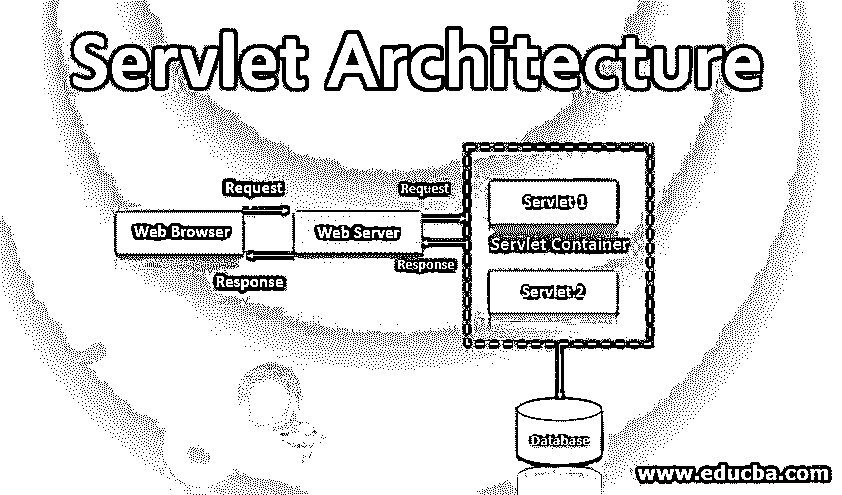 Servlet Architecture
Request
Request
Servlet 1
Web Browser
Web Server
Servlet Container
Response
Response
Servlet 2
Database
www.educba.com